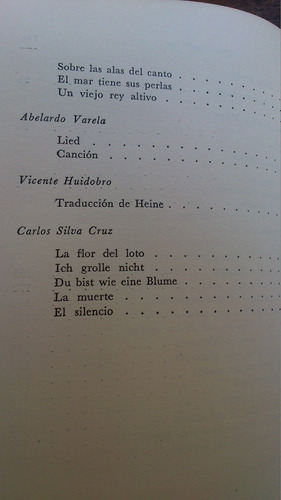 Sobre las alas del canto . . . . . . .
El mar tiene sus perlas . . . . . . .
Un viejo rey altivo . . . . . . . .
Abelardo Varela
Lied . . . . . . . . . . . .
Canción . . . . . . . . . . .
Vicente Huidobro
Traducción de Heine . . . . . . . .
Carlos Silva Cruz
La flor del loto . . . . . . . . .
Ich grolle nicht . . . . . . . . .
Du bist wie eine Blume . . . . . .
La muerte . . . . . . . . . .
El silencio . . . . . . . . . .